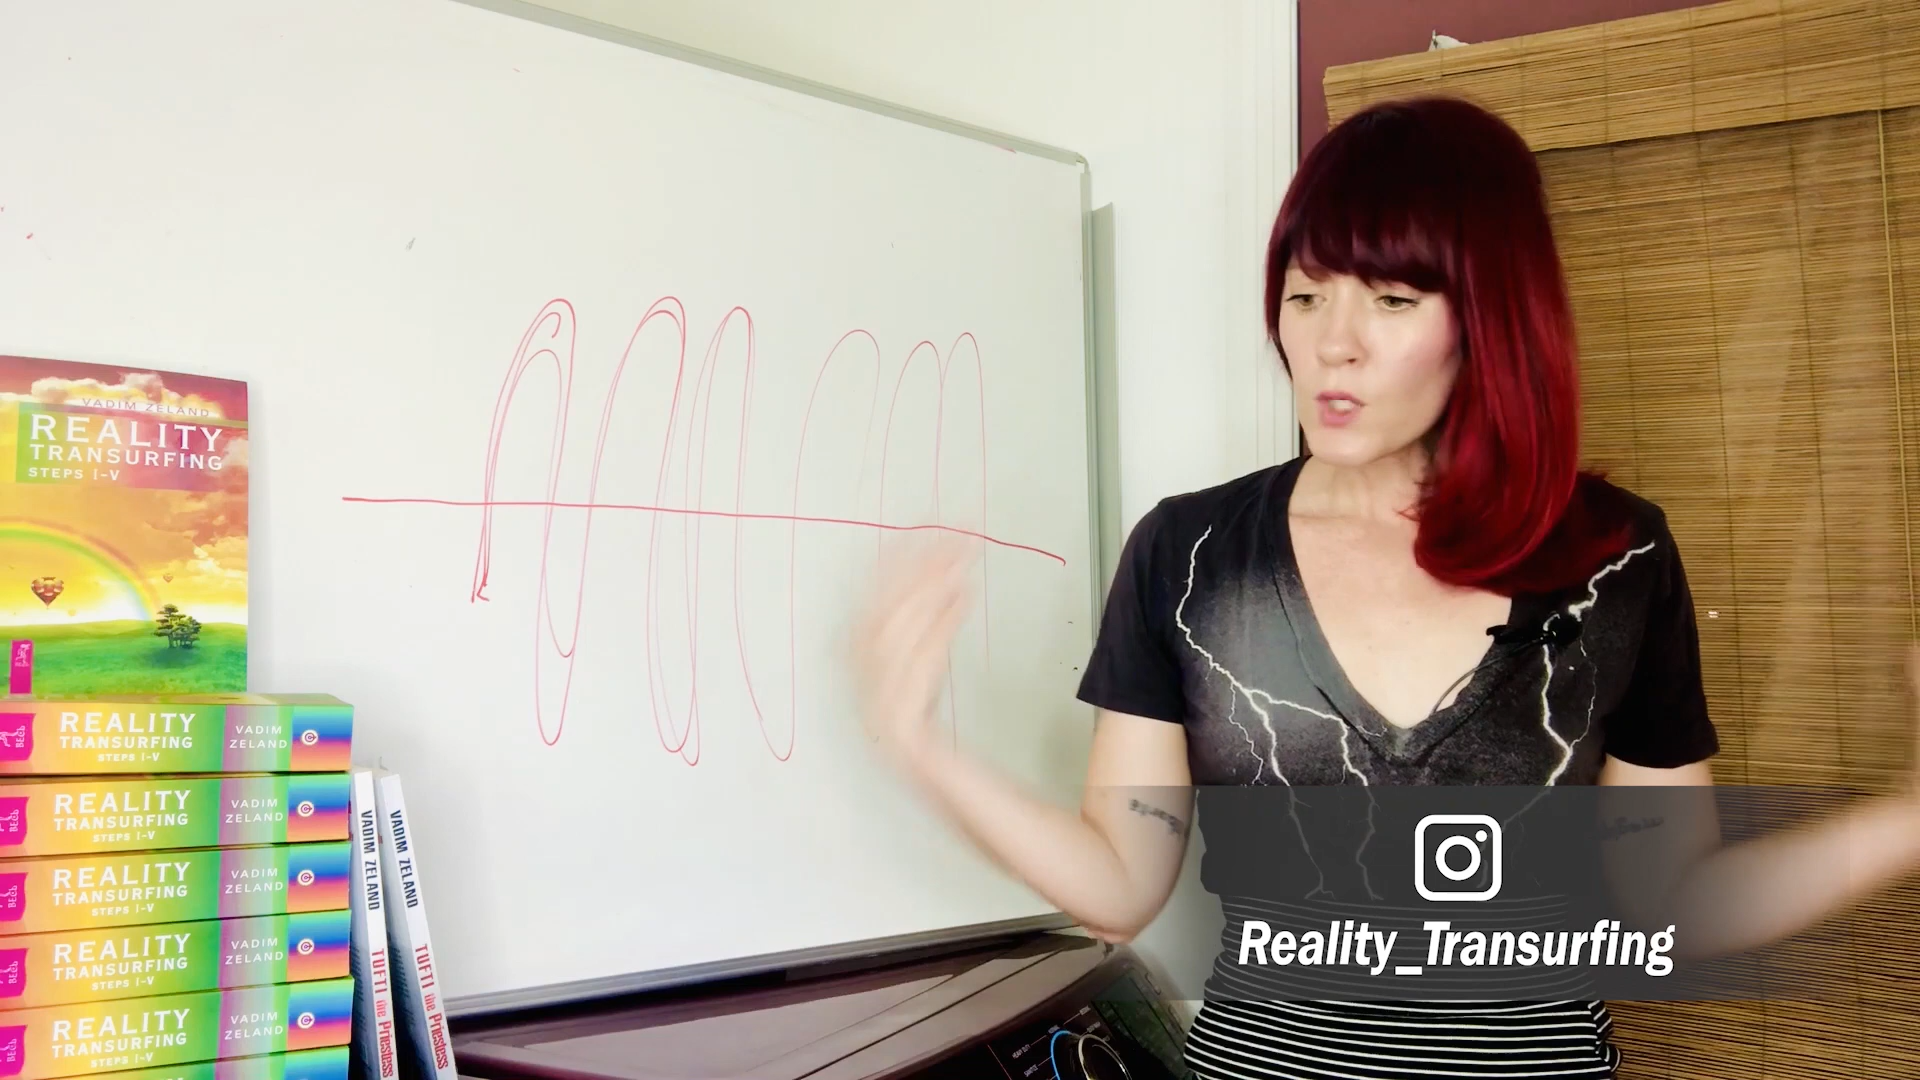 VADIM ZELAND
REALITY
TRANSURFING
STEPS I-V
REALITY
TRANSURFING
STEPS I-V
VADIM
ZELAND
REALITY
TRANSURFING
STEPS I-V
VADIM
ZELAND
REALITY
TRANSURFING
STEPS I-V
VADIM
ZELAND
REALITY
TRANSURFING
STEPS I-V
VADIM
ZELAND
REALITY
TRANSURFING
STEPS I-V
VADIM
ZELAND
VADIM ZELAND
TUFTI the Priestess
VADIM ZELAND
TUFTI the Priestess
Reality_Transurfing